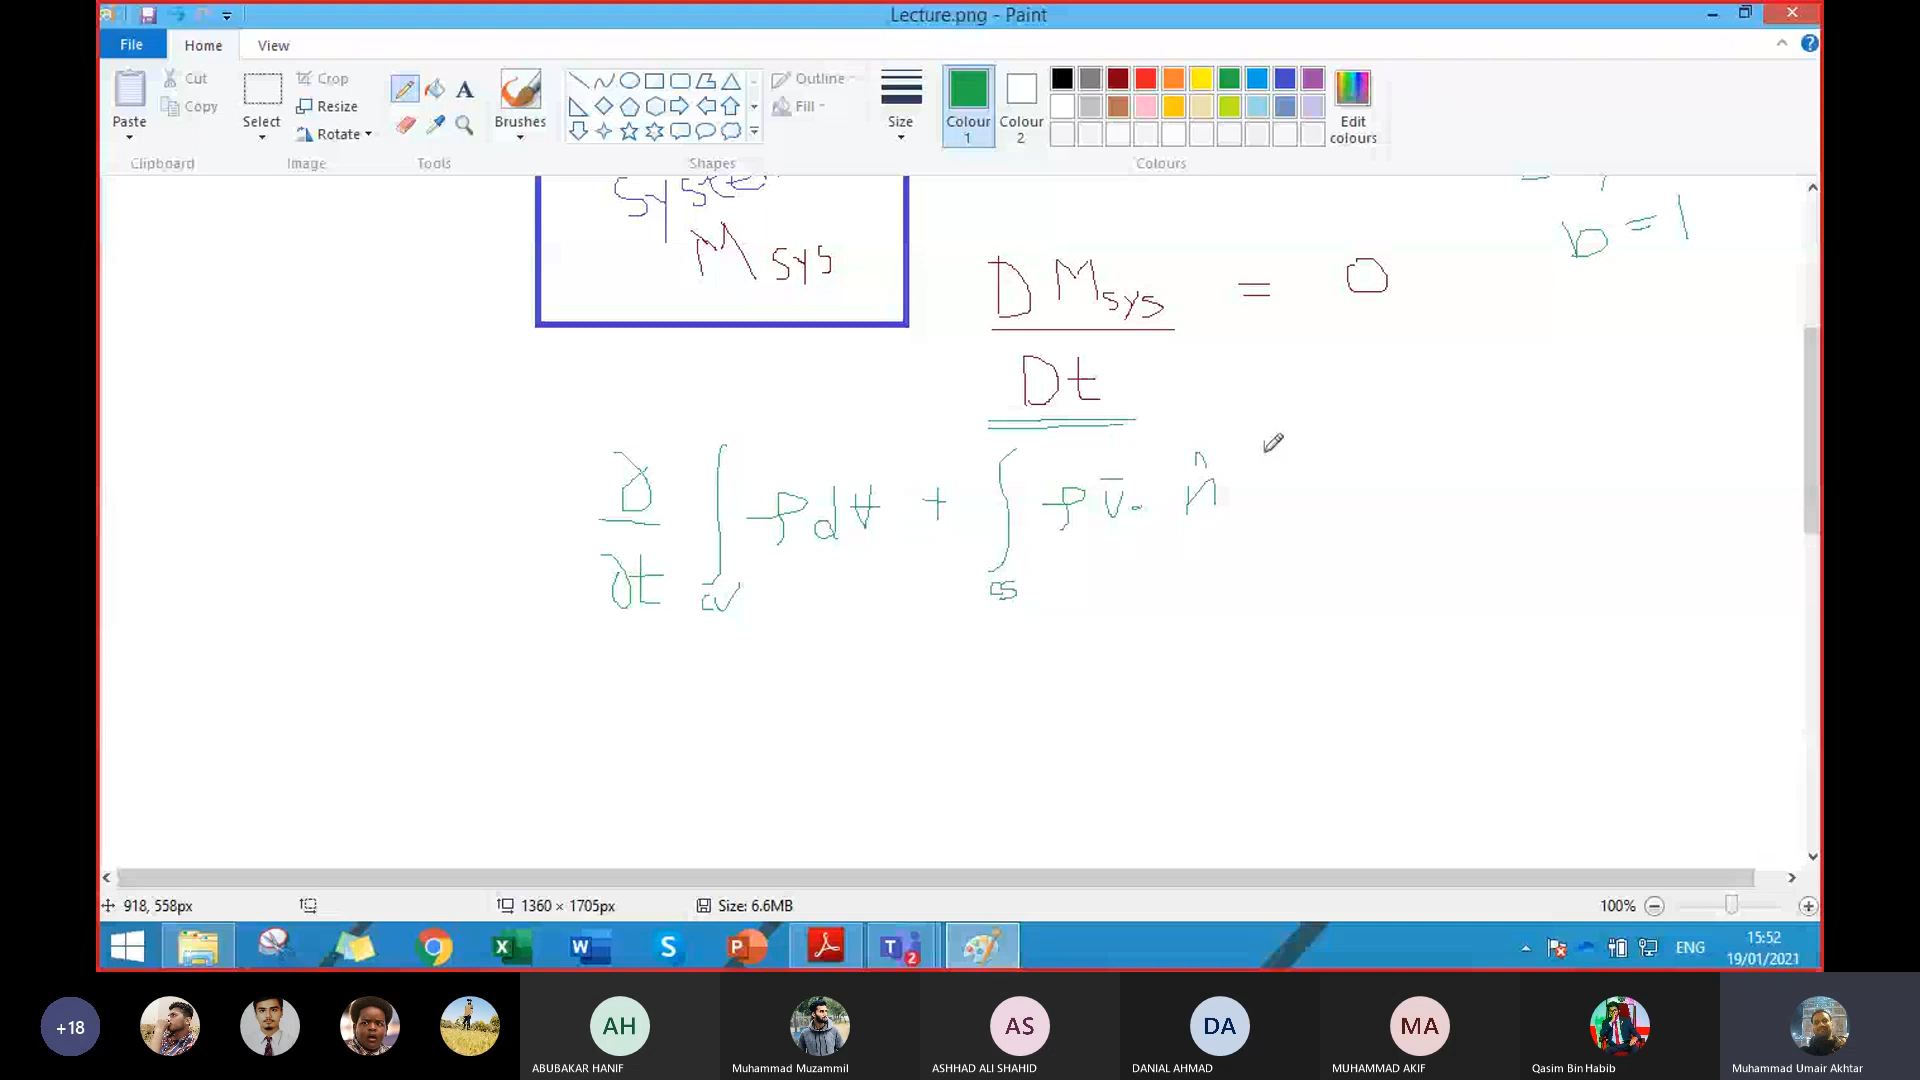 Lecture.png - Paint
File Home View
Paste
Cut
Copy
Clipboard
Select
Crop
Resize
Rotate
Image
Tools
Brushes
Shapes
Outline
Fill
Size
Colour 1
Colour 2
Edit colours
Colours
M sys
b = 1
D Msys = 0
Dt
∂ ∫ ρ d∀ + ∫ ρ v̄ . n̂
∂t cv cs
918, 558px
1360 × 1705px
Size: 6.6MB
100%
2
ENG
15:52
19/01/2021
+18
AH
AS
DA
MA
ABUBAKAR HANIF
Muhammad Muzammil
ASHHAD ALI SHAHID
DANIAL AHMAD
MUHAMMAD AKIF
Qasim Bin Habib
Muhammad Umair Akhtar